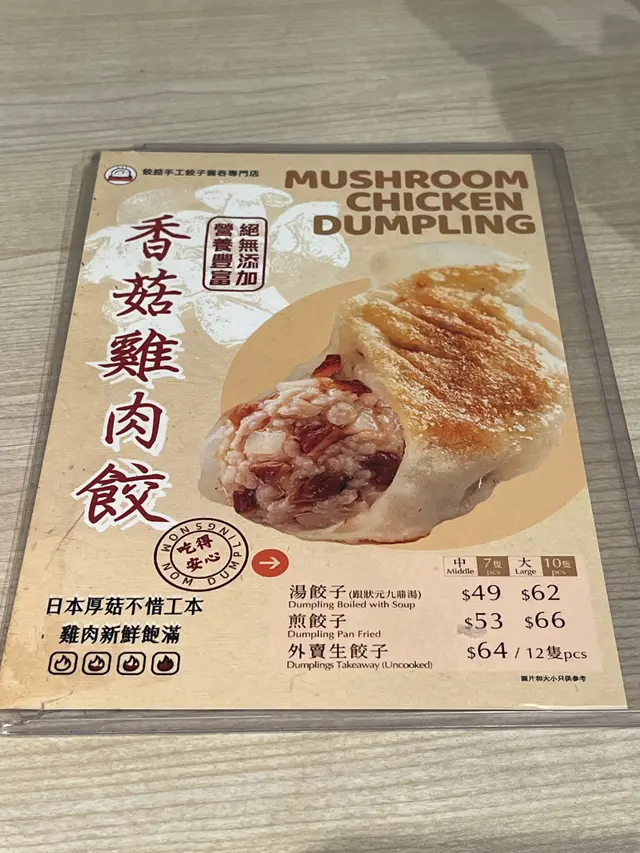 餃掂手工餃子雲吞專門店
MUSHROOM
CHICKEN
DUMPLING
絕無添加
營養豐富
香菇雞肉餃
NOM NOM DUMPLINGS
吃得
安心
日本厚菇不惜工本
雞肉新鮮飽滿
中 7隻 大 10隻
Middle pcs Large pcs
湯餃子(跟狀元九鼎湯) $49 $62
Dumpling Boiled with Soup
煎餃子 $53 $66
Dumpling Pan Fried
外賣生餃子 $64 / 12隻pcs
Dumplings Takeaway (Uncooked)
圖片和大小只供參考